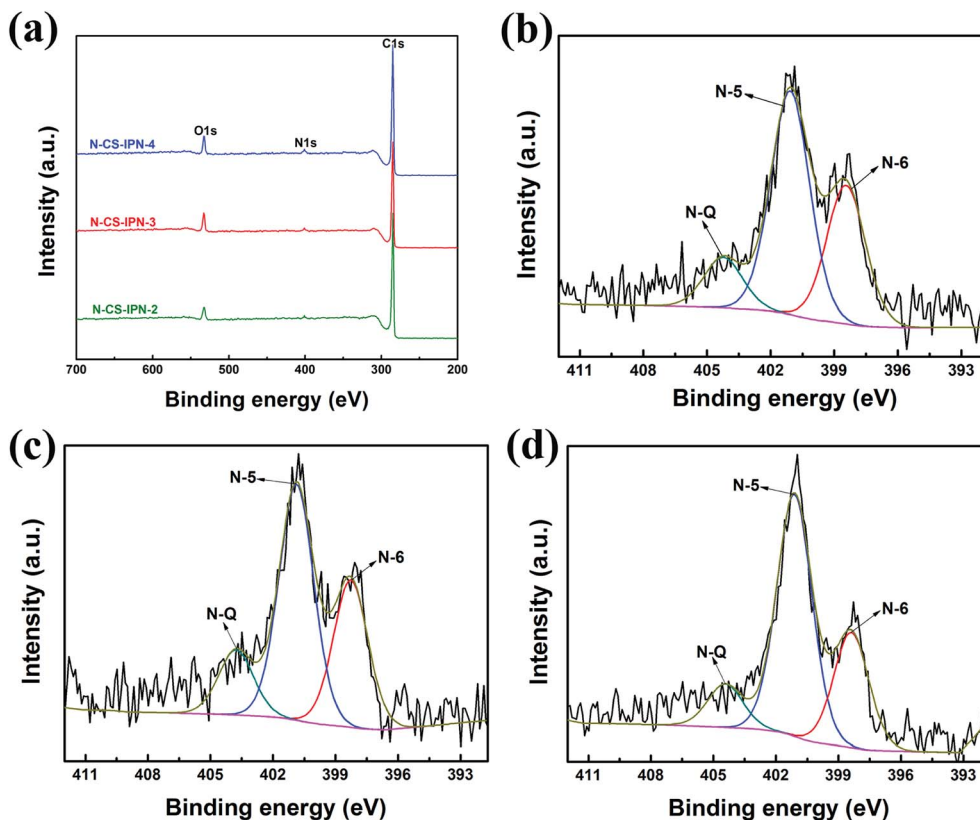 (a)
Intensity (a.u.)
C1s
O1s
N1s
N-CS-IPN-4
N-CS-IPN-3
N-CS-IPN-2
700 600 500 400 300 200
Binding energy (eV)
(b)
Intensity (a.u.)
N-5
N-6
N-Q
411 408 405 402 399 396 393
Binding energy (eV)
(c)
Intensity (a.u.)
N-5
N-6
N-Q
411 408 405 402 399 396 393
Binding energy (eV)
(d)
Intensity (a.u.)
N-5
N-6
N-Q
411 408 405 402 399 396 393
Binding energy (eV)